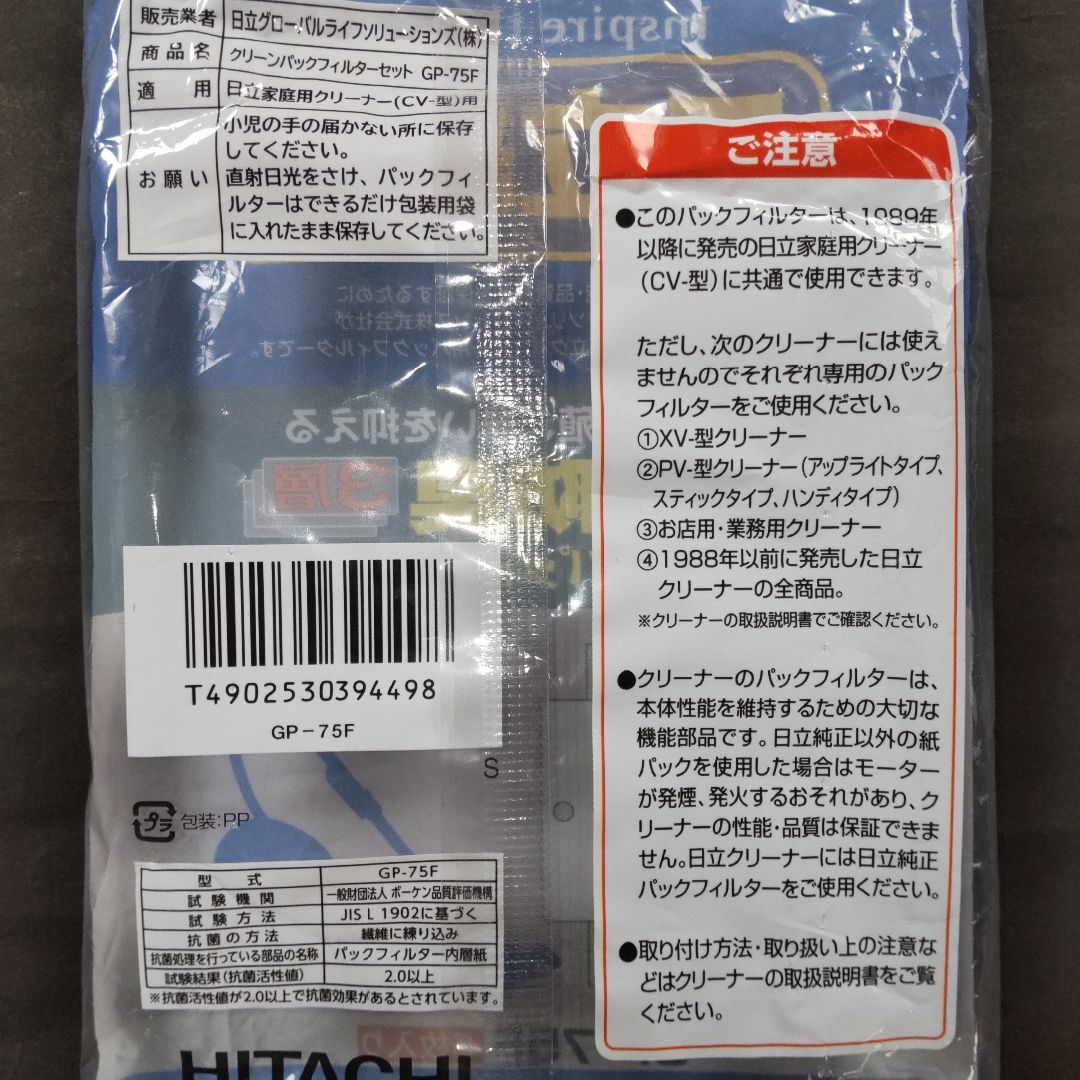 販売業者 日立グローバルライフソリューションズ(株)
商品名 クリーンパックフィルターセット GP-75F
適用 日立家庭用クリーナー(CV-型)用
お願い 小児の手の届かない所に保存
してください。
直射日光をさけ、パックフィ
ルターはできるだけ包装用袋
に入れたまま保存してください。
Inspire
3層
を抑える
T4902530394498
GP-75F
S
プラ 包装:PP
型式 GP-75F
試験機関 一般財団法人 ボーケン品質評価機構
試験方法 JIS L 1902に基づく
抗菌の方法 繊維に練り込み
抗菌処理を行っている部品の名称 パックフィルター内層紙
試験結果(抗菌活性値) 2.0以上
※抗菌活性値が2.0以上で抗菌効果があるとされています。
HITACHI
ご注意
●このパックフィルターは、1989年
以降に発売の日立家庭用クリーナー
(CV-型)に共通で使用できます。
ただし、次のクリーナーには使え
ませんのでそれぞれ専用のパック
フィルターをご使用ください。
①XV-型クリーナー
②PV-型クリーナー(アップライトタイプ、
スティックタイプ、ハンディタイプ)
③お店用・業務用クリーナー
④1988年以前に発売した日立
クリーナーの全商品。
※クリーナーの取扱説明書でご確認ください。
●クリーナーのパックフィルターは、
本体性能を維持するための大切な
機能部品です。日立純正以外の紙
パックを使用した場合はモーター
が発煙、発火するおそれがあり、ク
リーナーの性能・品質は保証できま
せん。日立クリーナーには日立純正
パックフィルターをご使用ください。
●取り付け方法・取り扱い上の注意な
どはクリーナーの取扱説明書をご覧
ください。